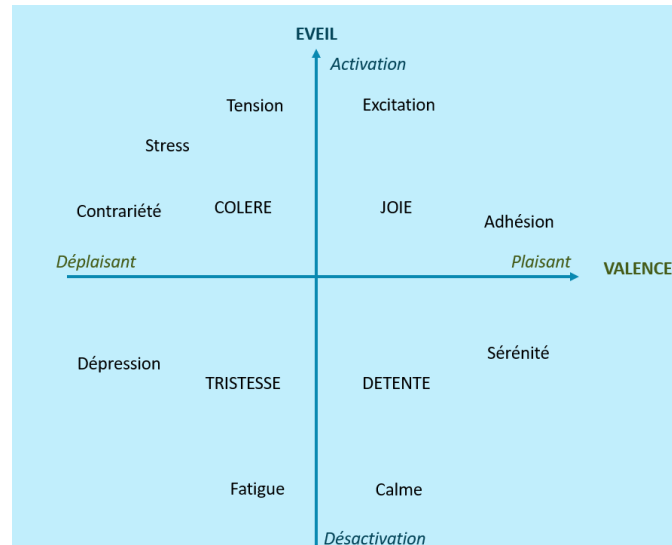 EVEIL
Activation
Tension
Excitation
Stress
Contrariété
COLERE
JOIE
Adhésion
Déplaisant
Plaisant
VALENCE
Dépression
Sérénité
TRISTESSE
DETENTE
Fatigue
Calme
Désactivation